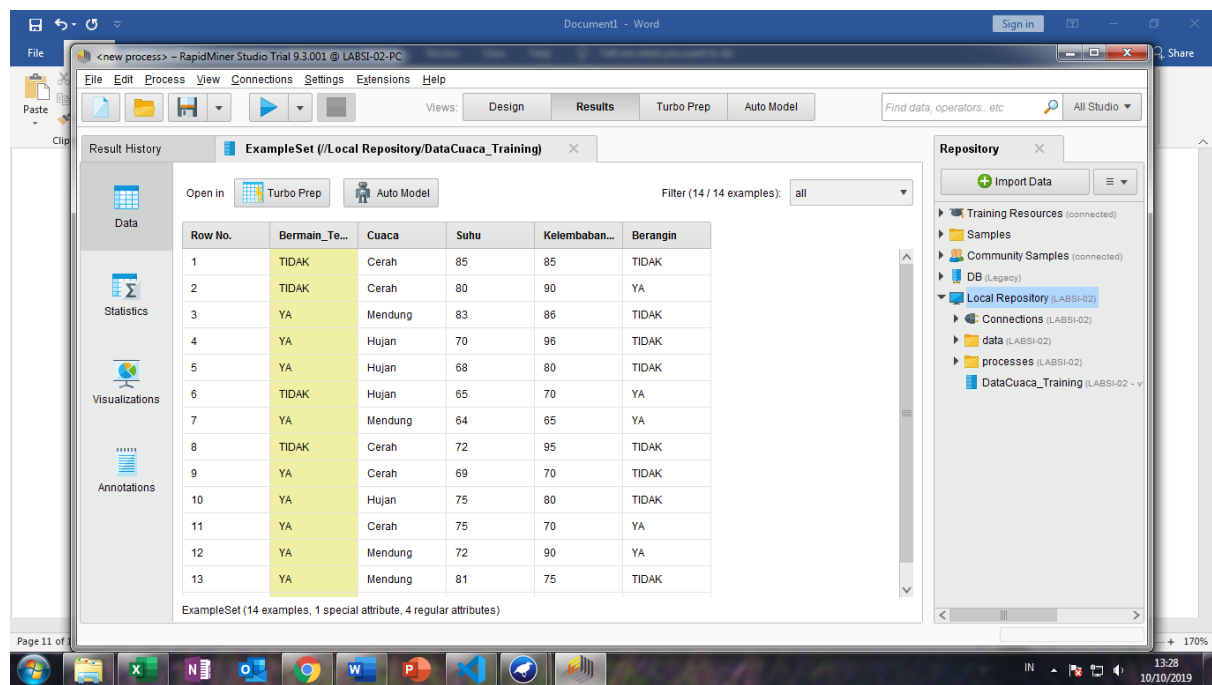 Document1 - Word
Sign in
File
Share
<new process> – RapidMiner Studio Trial 9.3.001 @ LABSI-02-PC
File Edit Process View Connections Settings Extensions Help
Paste
Views: Design Results Turbo Prep Auto Model
Find data, operators...etc
All Studio
Clip
Result History
ExampleSet (//Local Repository/DataCuaca_Training)
Repository
Open in Turbo Prep Auto Model
Filter (14 / 14 examples): all
Import Data
Data
Statistics
Visualizations
Annotations
Row No. Bermain_Te... Cuaca Suhu Kelembaban... Berangin
1 TIDAK Cerah 85 85 TIDAK
2 TIDAK Cerah 80 90 YA
3 YA Mendung 83 86 TIDAK
4 YA Hujan 70 96 TIDAK
5 YA Hujan 68 80 TIDAK
6 TIDAK Hujan 65 70 YA
7 YA Mendung 64 65 YA
8 TIDAK Cerah 72 95 TIDAK
9 YA Cerah 69 70 TIDAK
10 YA Hujan 75 80 TIDAK
11 YA Cerah 75 70 YA
12 YA Mendung 72 90 YA
13 YA Mendung 81 75 TIDAK
ExampleSet (14 examples, 1 special attribute, 4 regular attributes)
Training Resources (connected)
Samples
Community Samples (connected)
DB (Legacy)
Local Repository (LABSI-02)
Connections (LABSI-02)
data (LABSI-02)
processes (LABSI-02)
DataCuaca_Training (LABSI-02 - v
Page 11 of 1
170%
IN
13:28
10/10/2019